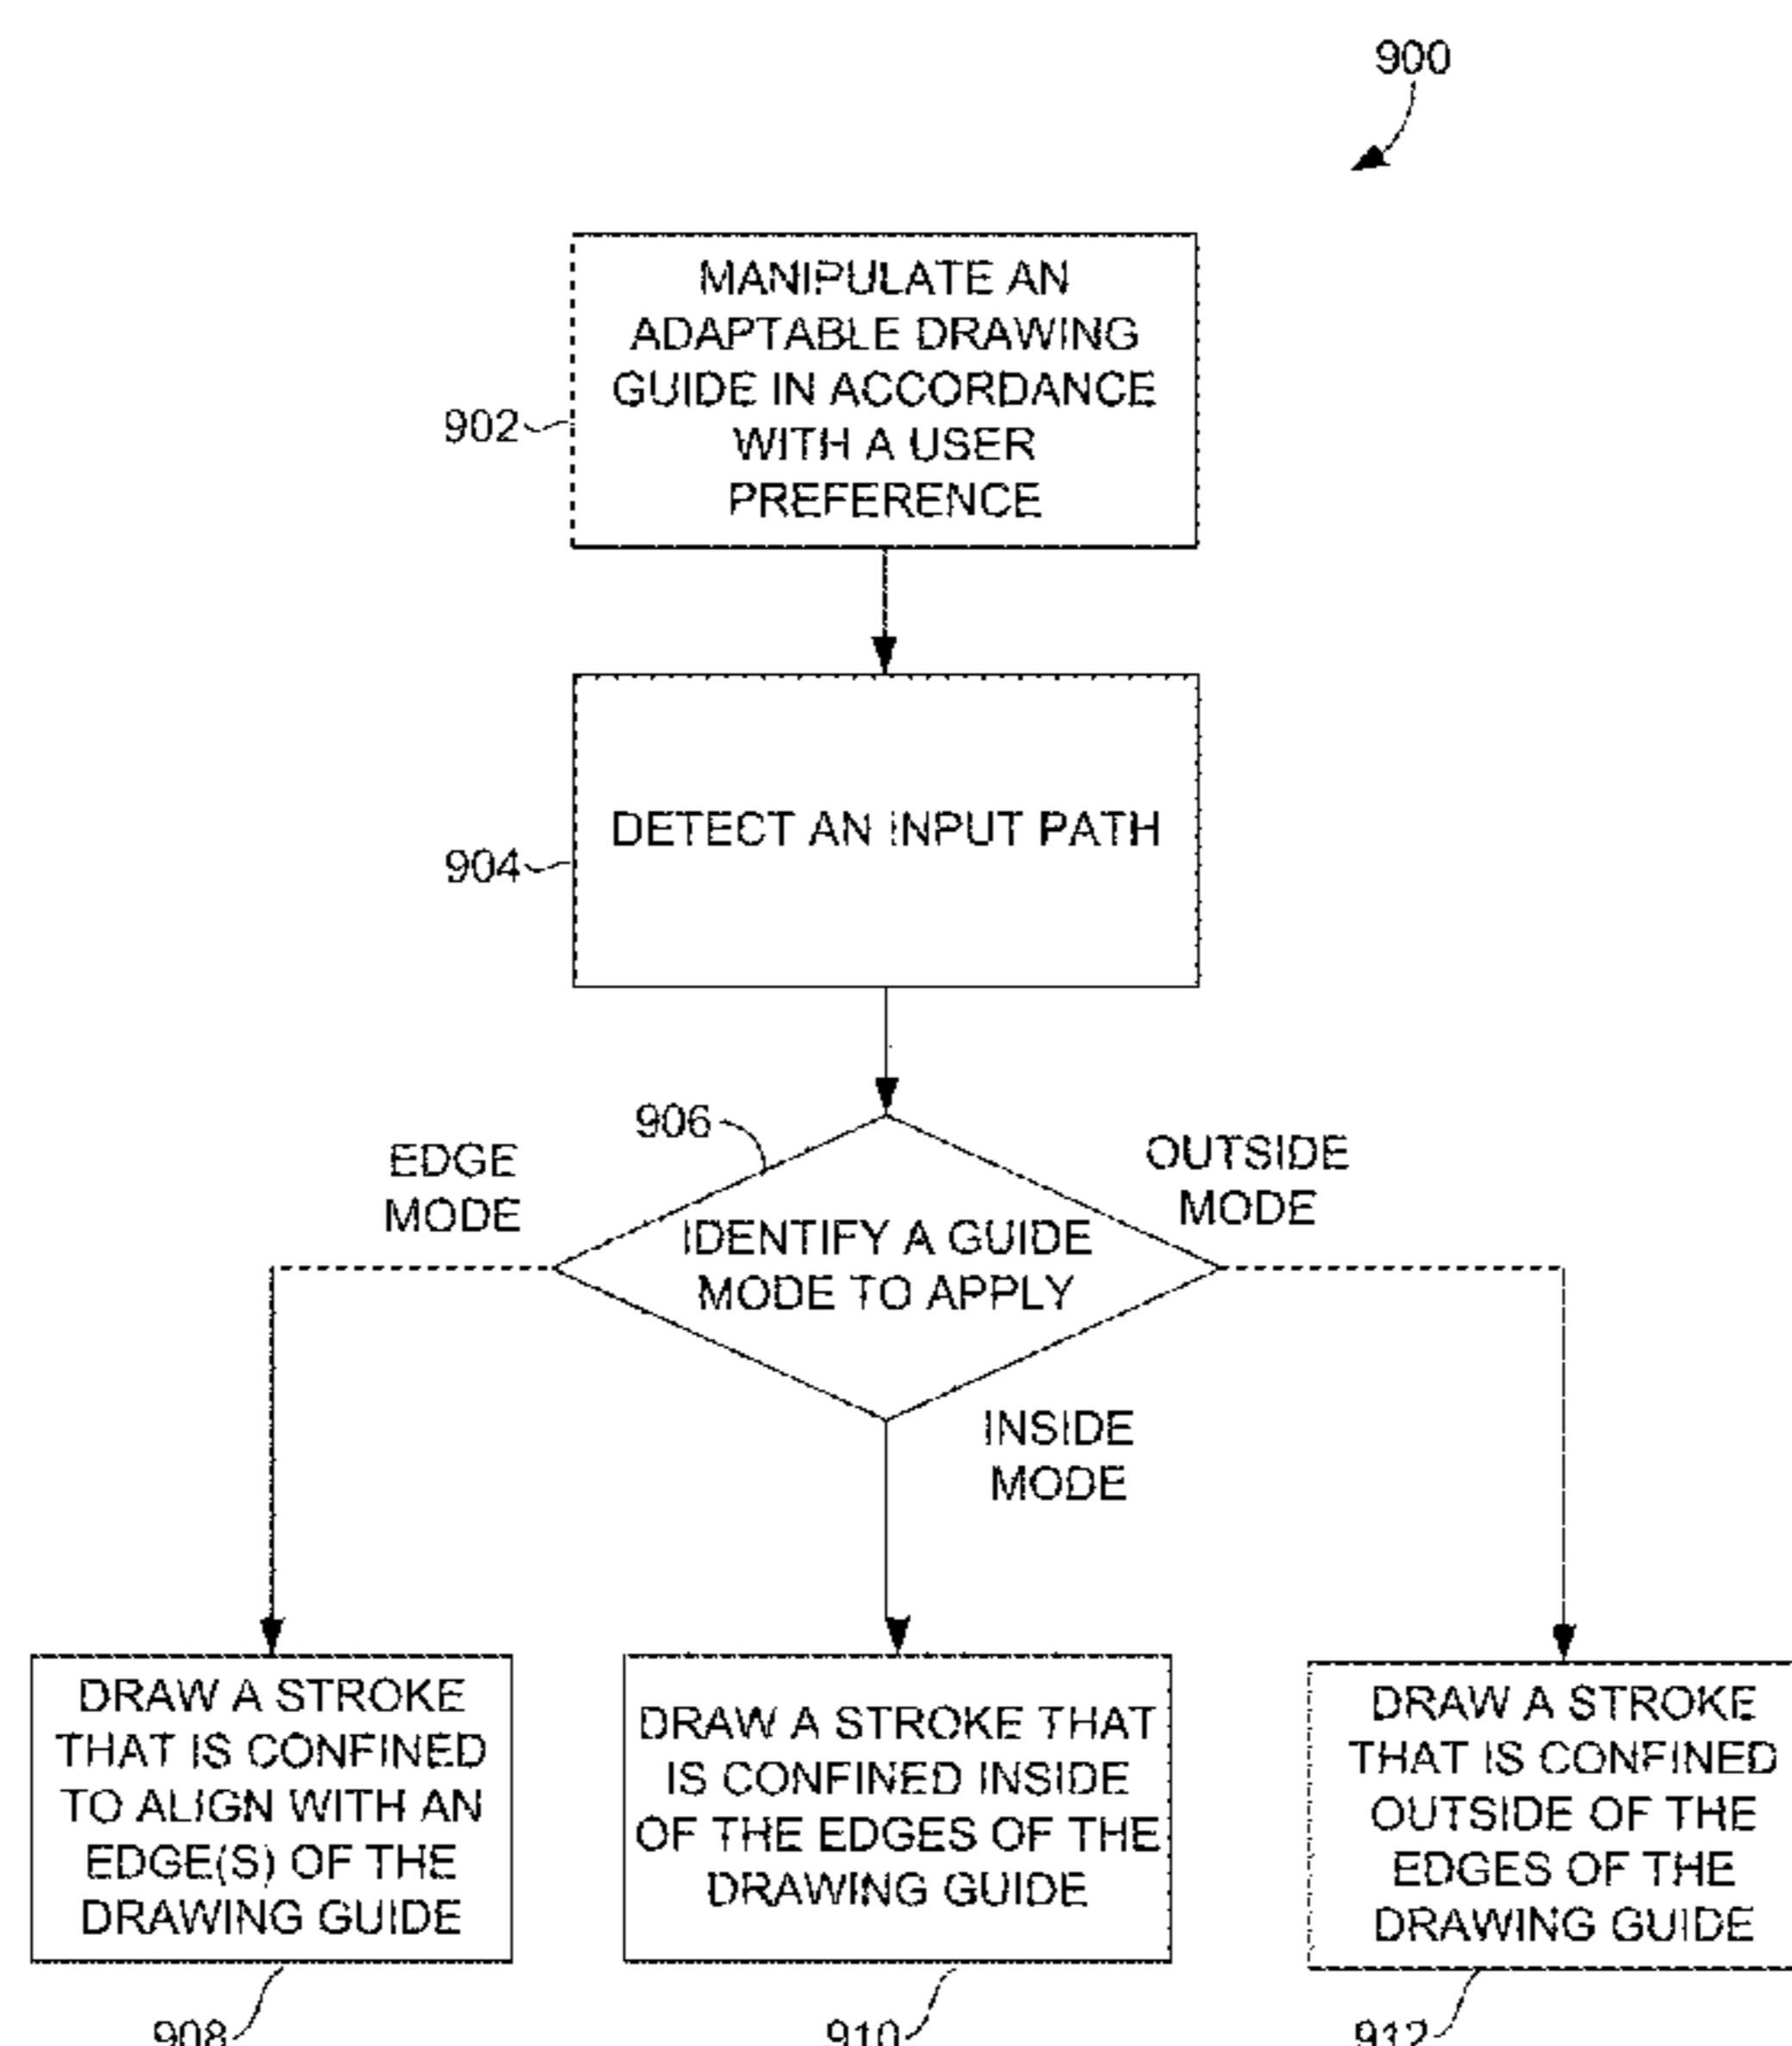 900
MANIPULATE AN
ADAPTABLE DRAWING
GUIDE IN ACCORDANCE
WITH A USER
PREFERENCE
902
DETECT AN INPUT PATH
904
906
EDGE
MODE
OUTSIDE
MODE
IDENTIFY A GUIDE
MODE TO APPLY
INSIDE
MODE
DRAW A STROKE
THAT IS CONFINED
TO ALIGN WITH AN
EDGE(S) OF THE
DRAWING GUIDE
DRAW A STROKE THAT
IS CONFINED INSIDE
OF THE EDGES OF THE
DRAWING GUIDE
DRAW A STROKE
THAT IS CONFINED
OUTSIDE OF THE
EDGES OF THE
DRAWING GUIDE
908
910
912